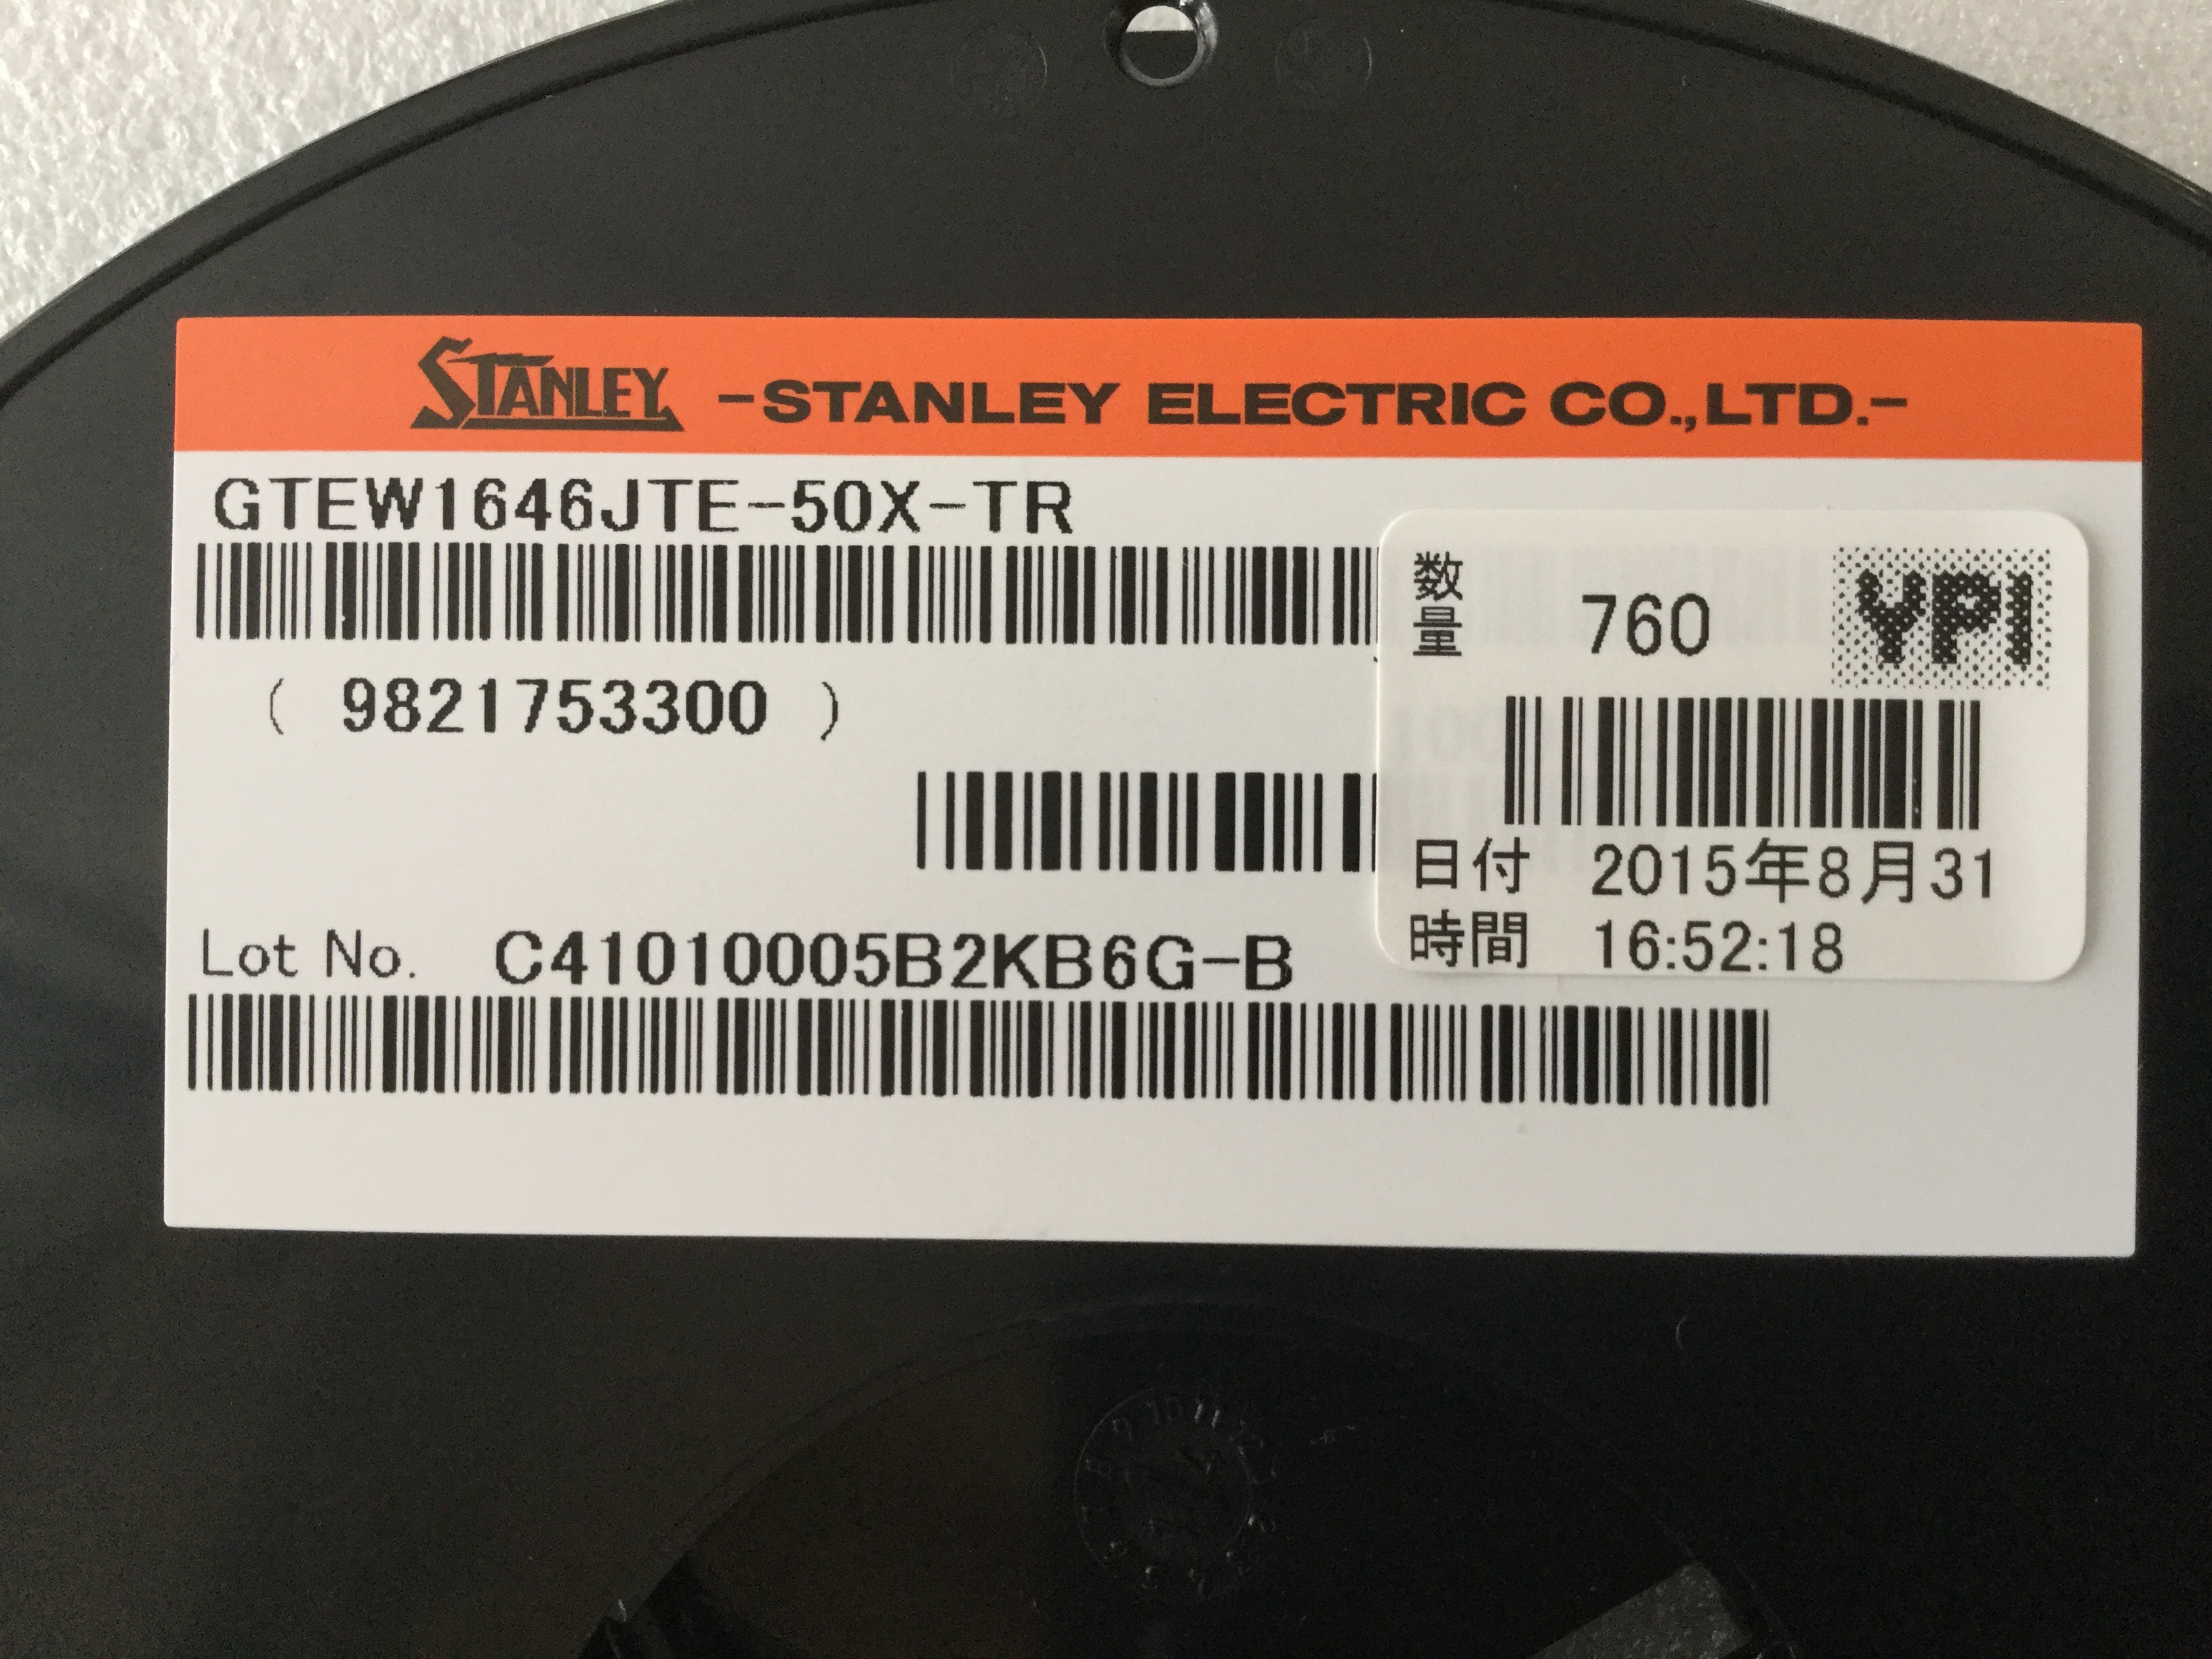 STANLEY -STANLEY ELECTRIC CO.,LTD.-
GTEW1646JTE-50X-TR
( 9821753300 )
Lot No. C41010005B2KB6G-B
数量 760 YPI
日付 2015年8月31
時間 16:52:18